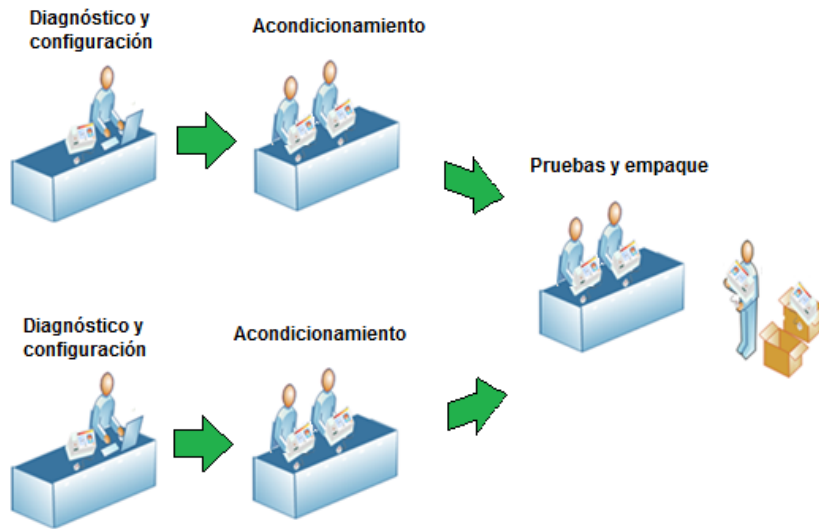 Diagnóstico y
configuración
Acondicionamiento
Pruebas y empaque
Diagnóstico y
configuración
Acondicionamiento